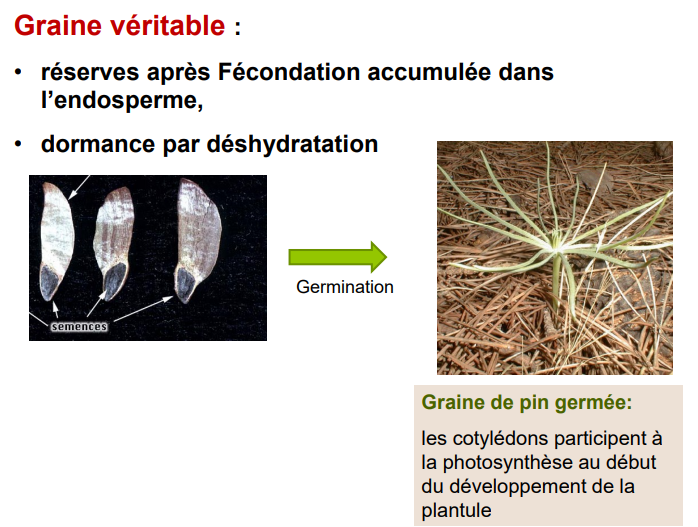 Graine véritable :
• réserves après Fécondation accumulée dans
l'endosperme,
• dormance par déshydratation
semences
Germination
Graine de pin germée:
les cotylédons participent à
la photosynthèse au début
du développement de la
plantule